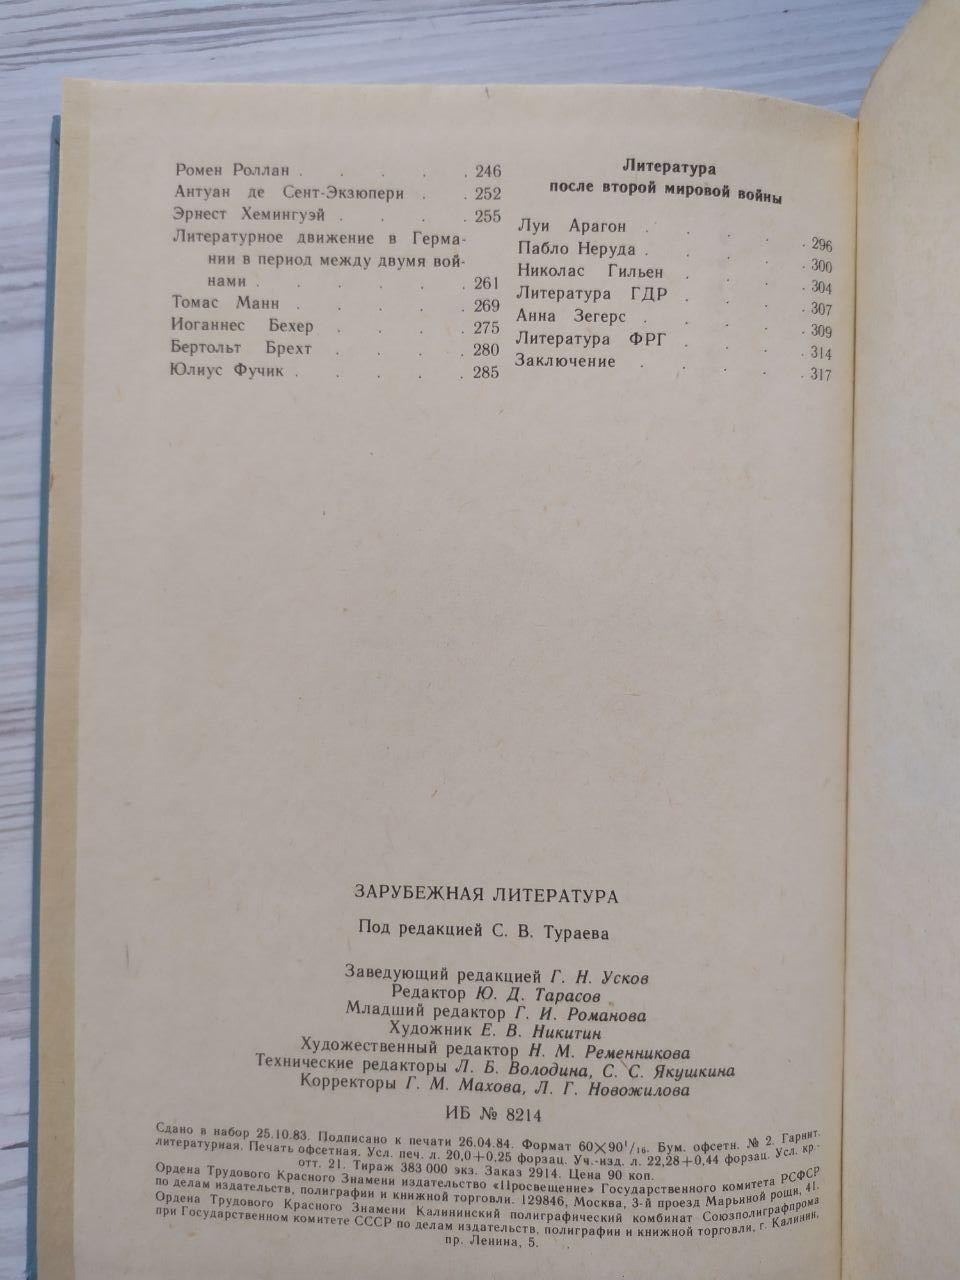 Ромен Роллан . . . . . 246
Антуан де Сент-Экзюпери . . 252
Эрнест Хемингуэй . . . . 255
Литературное движение в Герма-
нии в период между двумя вой-
нами . . . . . . 261
Томас Манн . . . . . 269
Иоганнес Бехер . . . . 275
Бертольт Брехт . . . . 280
Юлиус Фучик . . . . . 285
Литература
после второй мировой войны
Луи Арагон . . . . . 296
Пабло Неруда . . . . . 300
Николас Гильен . . . . 304
Литература ГДР . . . . 307
Анна Зегерс . . . . . 309
Литература ФРГ . . . . 314
Заключение . . . . . 317
ЗАРУБЕЖНАЯ ЛИТЕРАТУРА
Под редакцией С. В. Тураева
Заведующий редакцией Г. Н. Усков
Редактор Ю. Д. Тарасов
Младший редактор Г. И. Романова
Художник Е. В. Никитин
Художественный редактор Н. М. Ременникова
Технические редакторы Л. Б. Володина, С. С. Якушкина
Корректоры Г. М. Махова, Л. Г. Новожилова
ИБ № 8214
Сдано в набор 25.10.83. Подписано к печати 26.04.84. Формат 60×90¹/₁₆. Бум. офсетн. № 2. Гарнит.
литературная. Печать офсетная. Усл. печ. л. 20,0+0,25 форзац. Уч.-изд. л. 22,28+0,44 форзац. Усл. кр.-
отт. 21. Тираж 383 000 экз. Заказ 2914. Цена 90 коп.
Ордена Трудового Красного Знамени издательство «Просвещение» Государственного комитета РСФСР
по делам издательств, полиграфии и книжной торговли. 129846, Москва, 3-й проезд Марьиной рощи, 41.
Ордена Трудового Красного Знамени Калининский полиграфический комбинат Союзполиграфпрома
при Государственном комитете СССР по делам издательств, полиграфии и книжной торговли, г. Калинин,
пр. Ленина, 5.